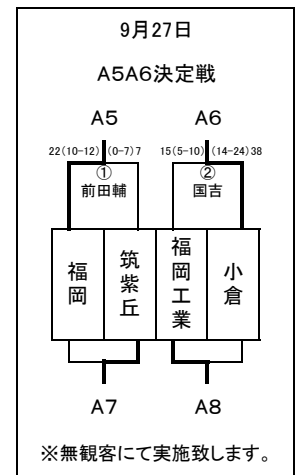 9月27日
A5A6決定戦
A5 A6
22(10-12) (0-7)7 15(5-10) (14-24)38
① ②
前田輔 国吉
福岡 筑紫丘 福岡工業 小倉
A7 A8
※無観客にて実施致します。